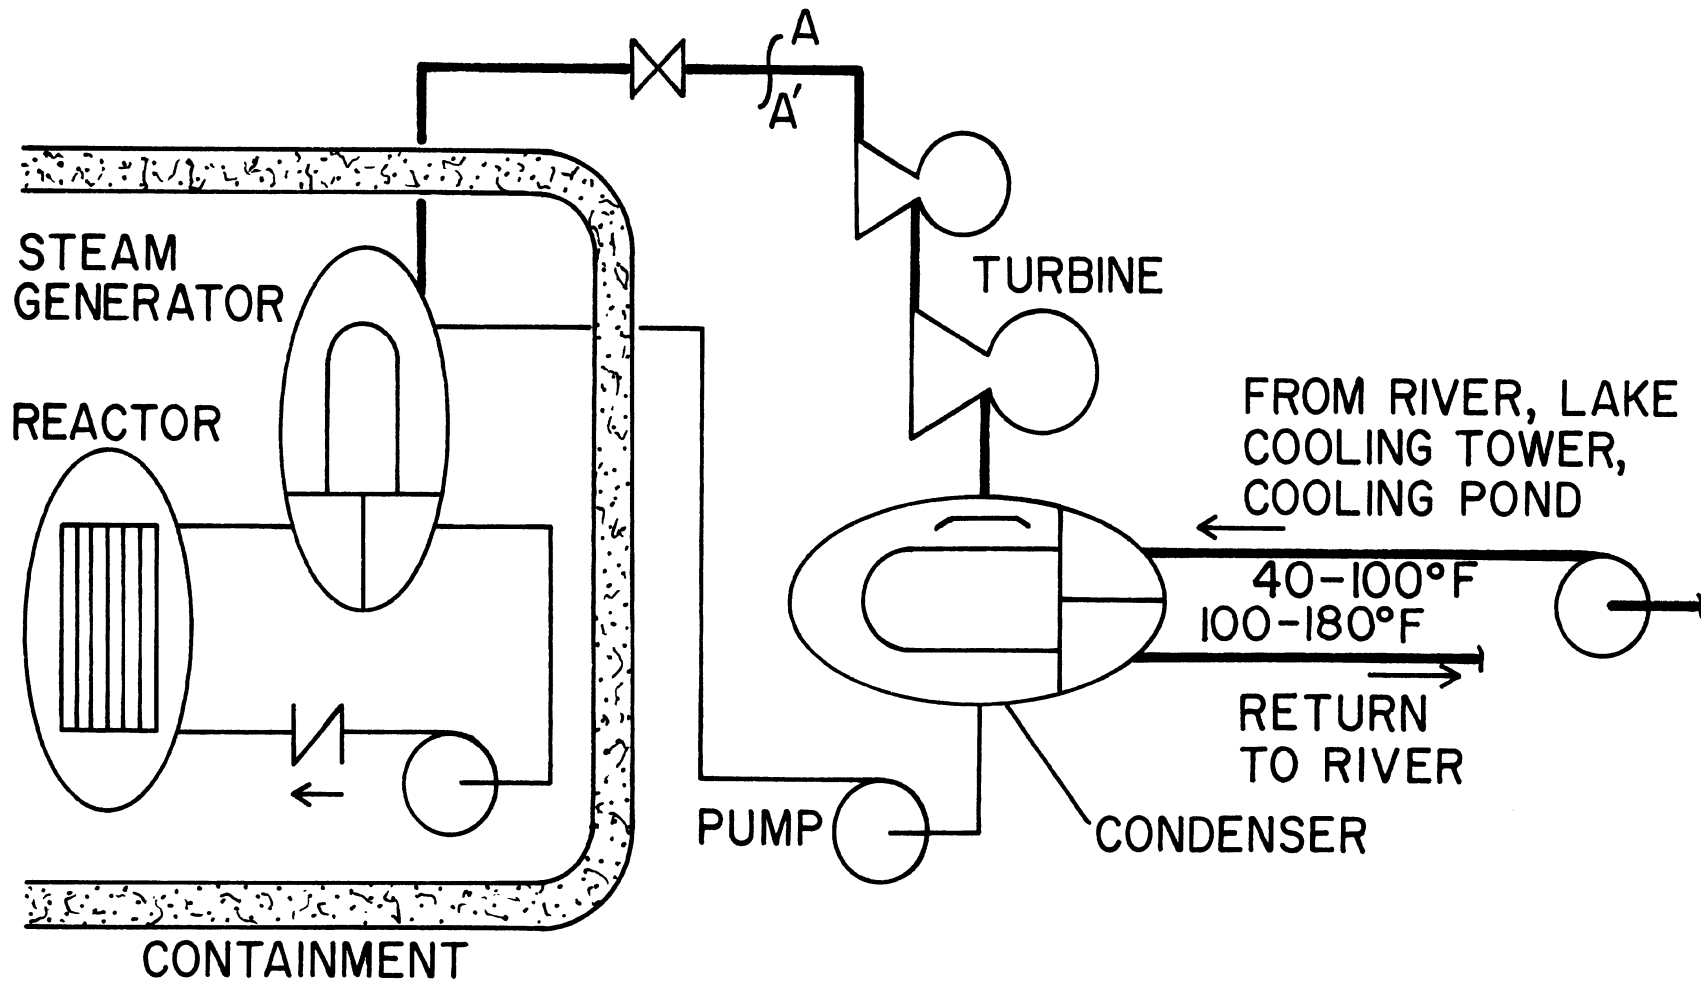 A
A'
STEAM
GENERATOR
TURBINE
REACTOR
FROM RIVER, LAKE
COOLING TOWER,
COOLING POND
40-100°F
100-180°F
RETURN
TO RIVER
PUMP
CONDENSER
CONTAINMENT